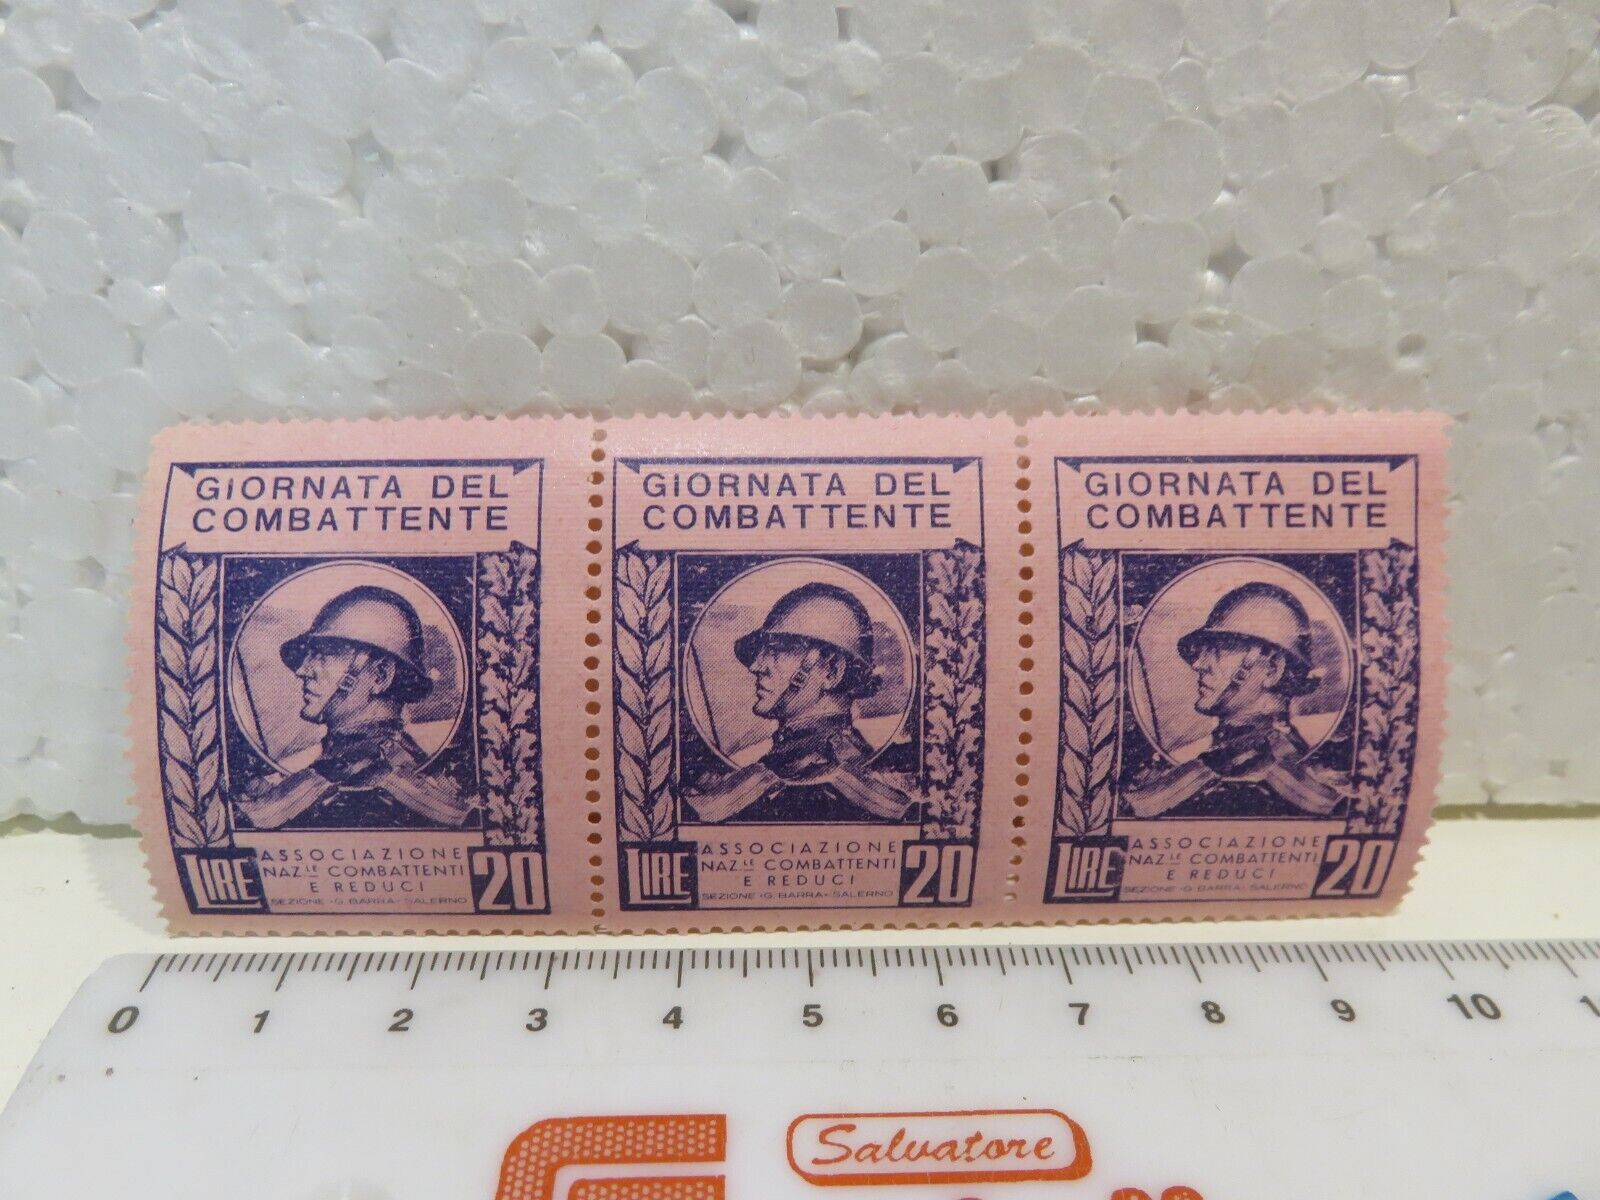 GIORNATA DEL
COMBATTENTE
LIRE
ASSOCIAZIONE
NAZ.LE COMBATTENTI
E REDUCI
SEZIONE · G. BARRA · SALERNO
20
GIORNATA DEL
COMBATTENTE
LIRE
ASSOCIAZIONE
NAZ.LE COMBATTENTI
E REDUCI
SEZIONE · G. BARRA · SALERNO
20
GIORNATA DEL
COMBATTENTE
LIRE
ASSOCIAZIONE
NAZ.LE COMBATTENTI
E REDUCI
SEZIONE · G. BARRA · SALERNO
20
0 1 2 3 4 5 6 7 8 9 10
Salvatore